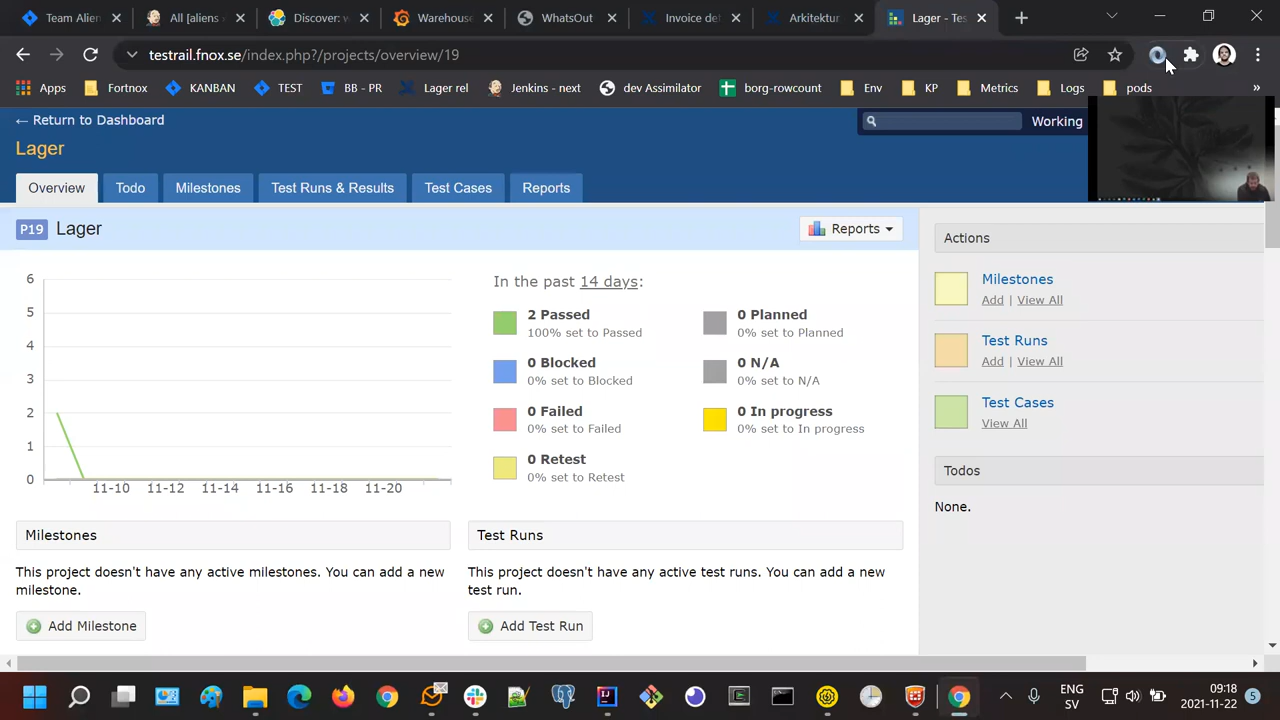 Team Alien
All [aliens
Discover: w
Warehous
WhatsOut
Invoice det
Arkitektur
Lager - Tes
testrail.fnox.se/index.php?/projects/overview/19
Apps
Fortnox
KANBAN
TEST
BB - PR
Lager rel
Jenkins - next
dev Assimilator
borg-rowcount
Env
KP
Metrics
Logs
pods
»
← Return to Dashboard
Working
Lager
Overview
Todo
Milestones
Test Runs & Results
Test Cases
Reports
P19 Lager
Reports
6
5
4
3
2
1
0
11-10 11-12 11-14 11-16 11-18 11-20
In the past 14 days:
2 Passed
100% set to Passed
0 Blocked
0% set to Blocked
0 Failed
0% set to Failed
0 Retest
0% set to Retest
0 Planned
0% set to Planned
0 N/A
0% set to N/A
0 In progress
0% set to In progress
Milestones
This project doesn't have any active milestones. You can add a new
milestone.
Add Milestone
Test Runs
This project doesn't have any active test runs. You can add a new
test run.
Add Test Run
Actions
Milestones
Add | View All
Test Runs
Add | View All
Test Cases
View All
Todos
None.
ENG
SV
09:18
2021-11-22
5